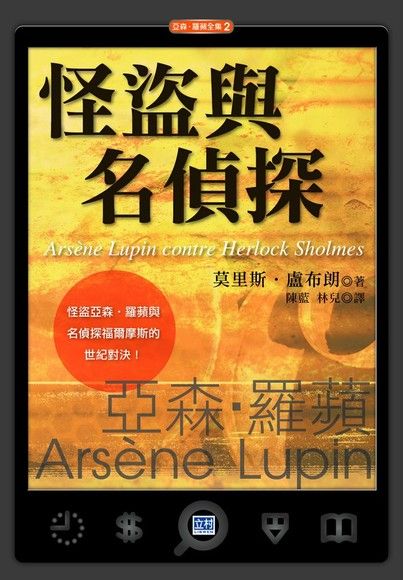 亞森・羅蘋全集 2
怪盜與
名偵探
Arsène Lupin contre Herlock Sholmes
莫里斯・盧布朗◎著
陳藍 林兒◎譯
怪盜亞森・羅蘋與
名偵探福爾摩斯的
世紀對決！
亞森・羅蘋
Arsène Lupin
立村
LINWEN